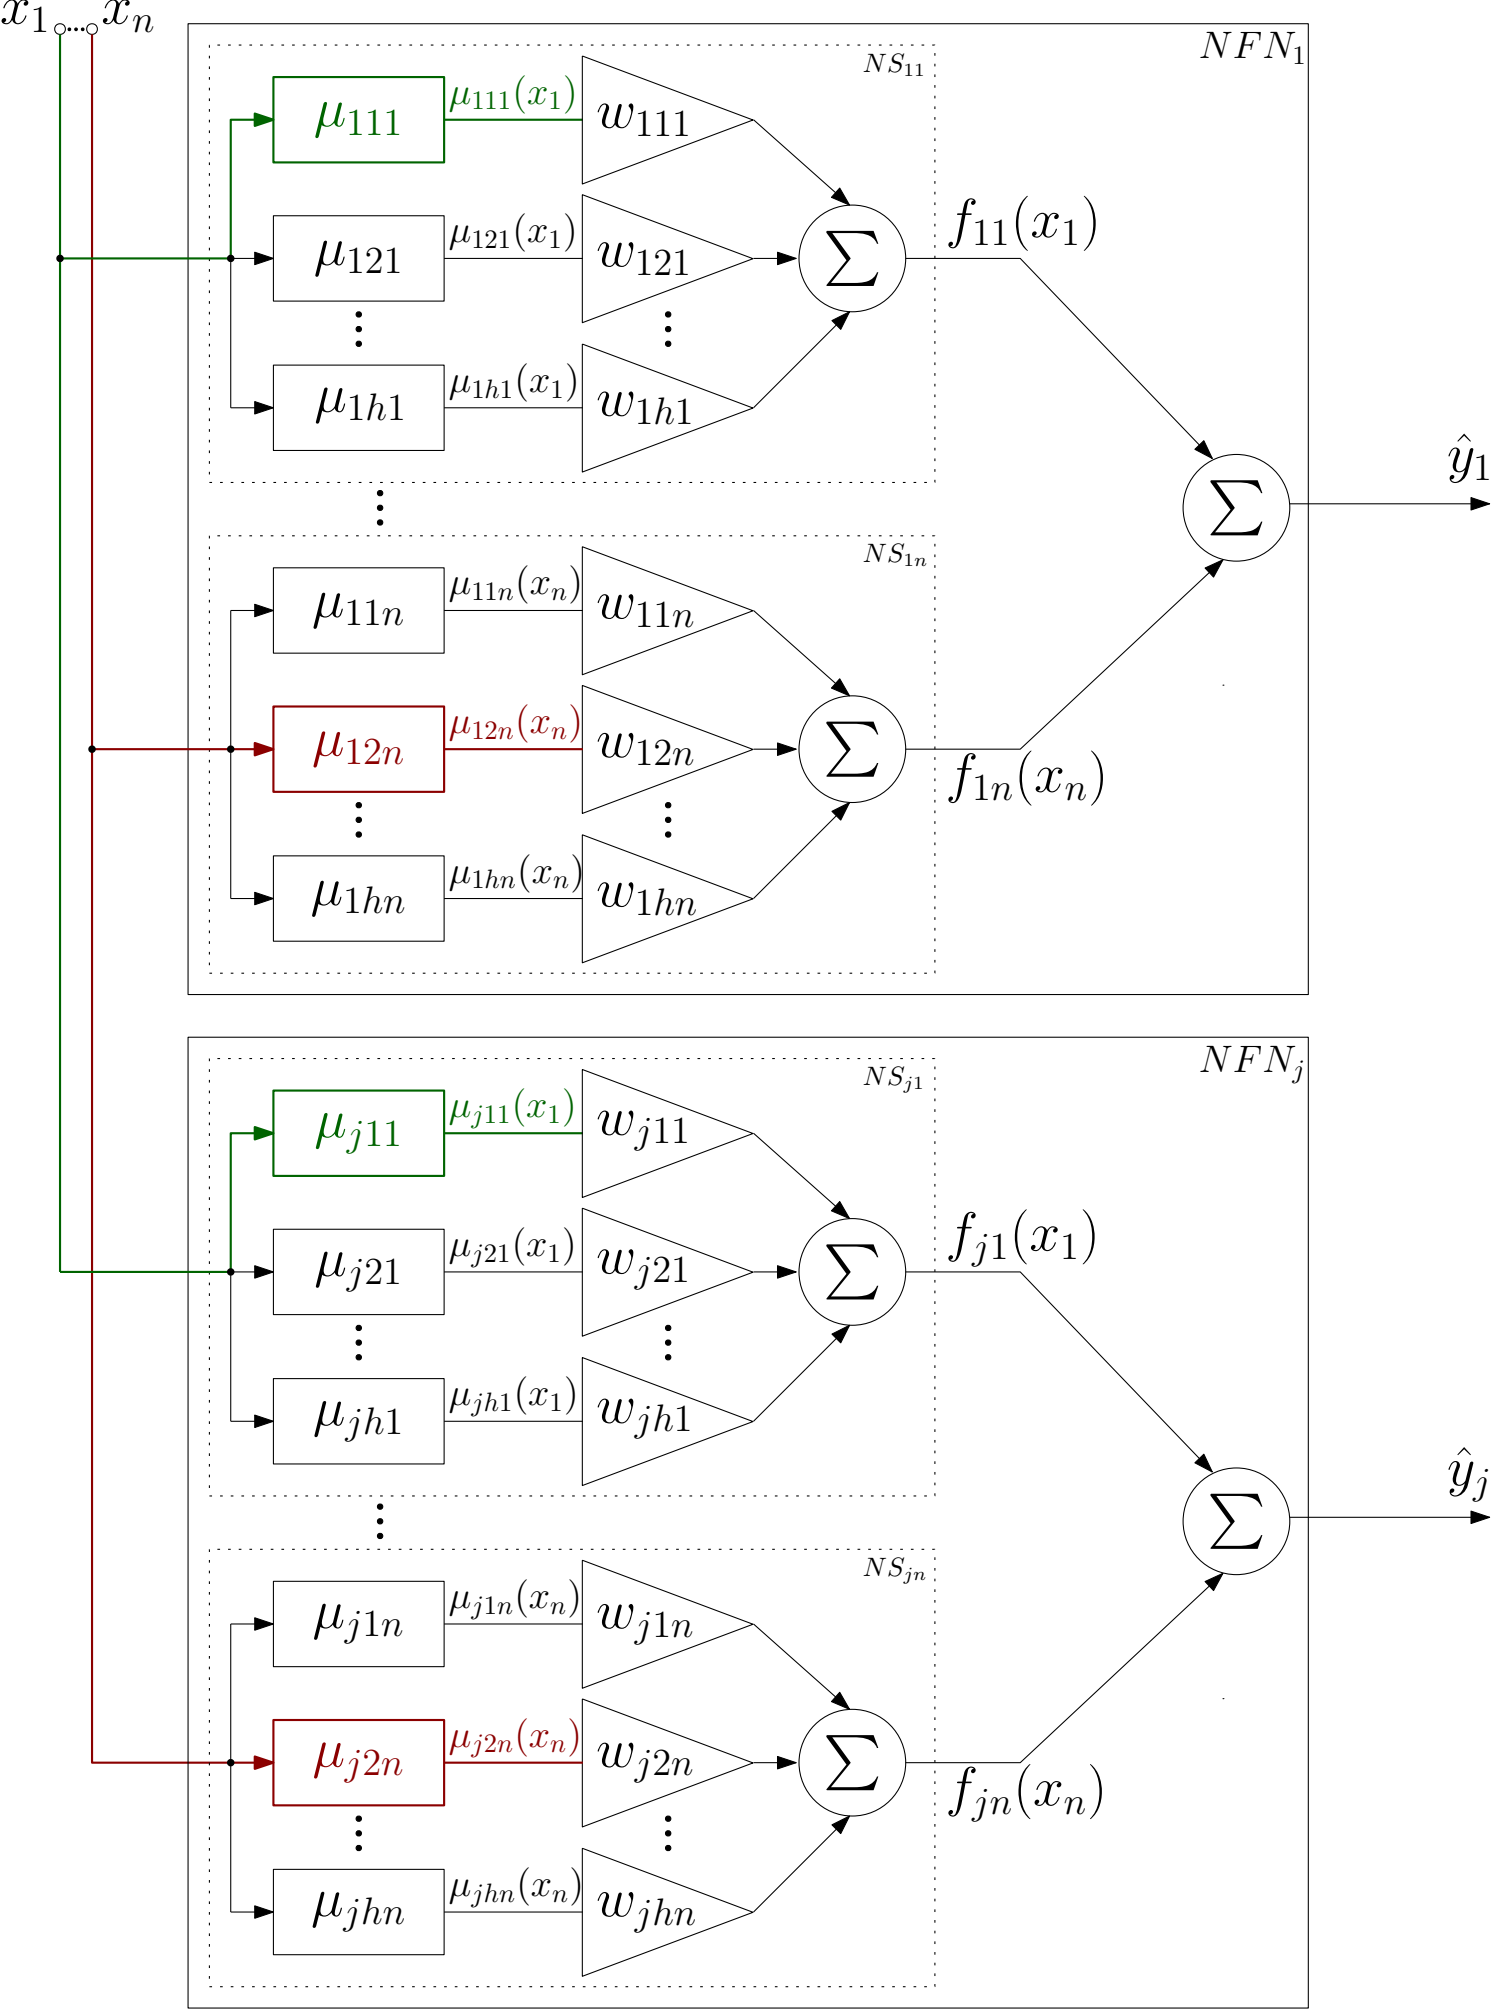 x₁ ... xₙ
NFN₁
NS₁₁
μ₁₁₁ μ₁₁₁(x₁) w₁₁₁
μ₁₂₁ μ₁₂₁(x₁) w₁₂₁ ∑ f₁₁(x₁)
⋮ ⋮
μ₁ₕ₁ μ₁ₕ₁(x₁) w₁ₕ₁
⋮
∑ ŷ₁
NS₁ₙ
μ₁₁ₙ μ₁₁ₙ(xₙ) w₁₁ₙ
μ₁₂ₙ μ₁₂ₙ(xₙ) w₁₂ₙ ∑ f₁ₙ(xₙ)
⋮ ⋮
μ₁ₕₙ μ₁ₕₙ(xₙ) w₁ₕₙ
NFNⱼ
NSⱼ₁
μⱼ₁₁ μⱼ₁₁(x₁) wⱼ₁₁
μⱼ₂₁ μⱼ₂₁(x₁) wⱼ₂₁ ∑ fⱼ₁(x₁)
⋮ ⋮
μⱼₕ₁ μⱼₕ₁(x₁) wⱼₕ₁
⋮
∑ ŷⱼ
NSⱼₙ
μⱼ₁ₙ μⱼ₁ₙ(xₙ) wⱼ₁ₙ
μⱼ₂ₙ μⱼ₂ₙ(xₙ) wⱼ₂ₙ ∑ fⱼₙ(xₙ)
⋮ ⋮
μⱼₕₙ μⱼₕₙ(xₙ) wⱼₕₙ